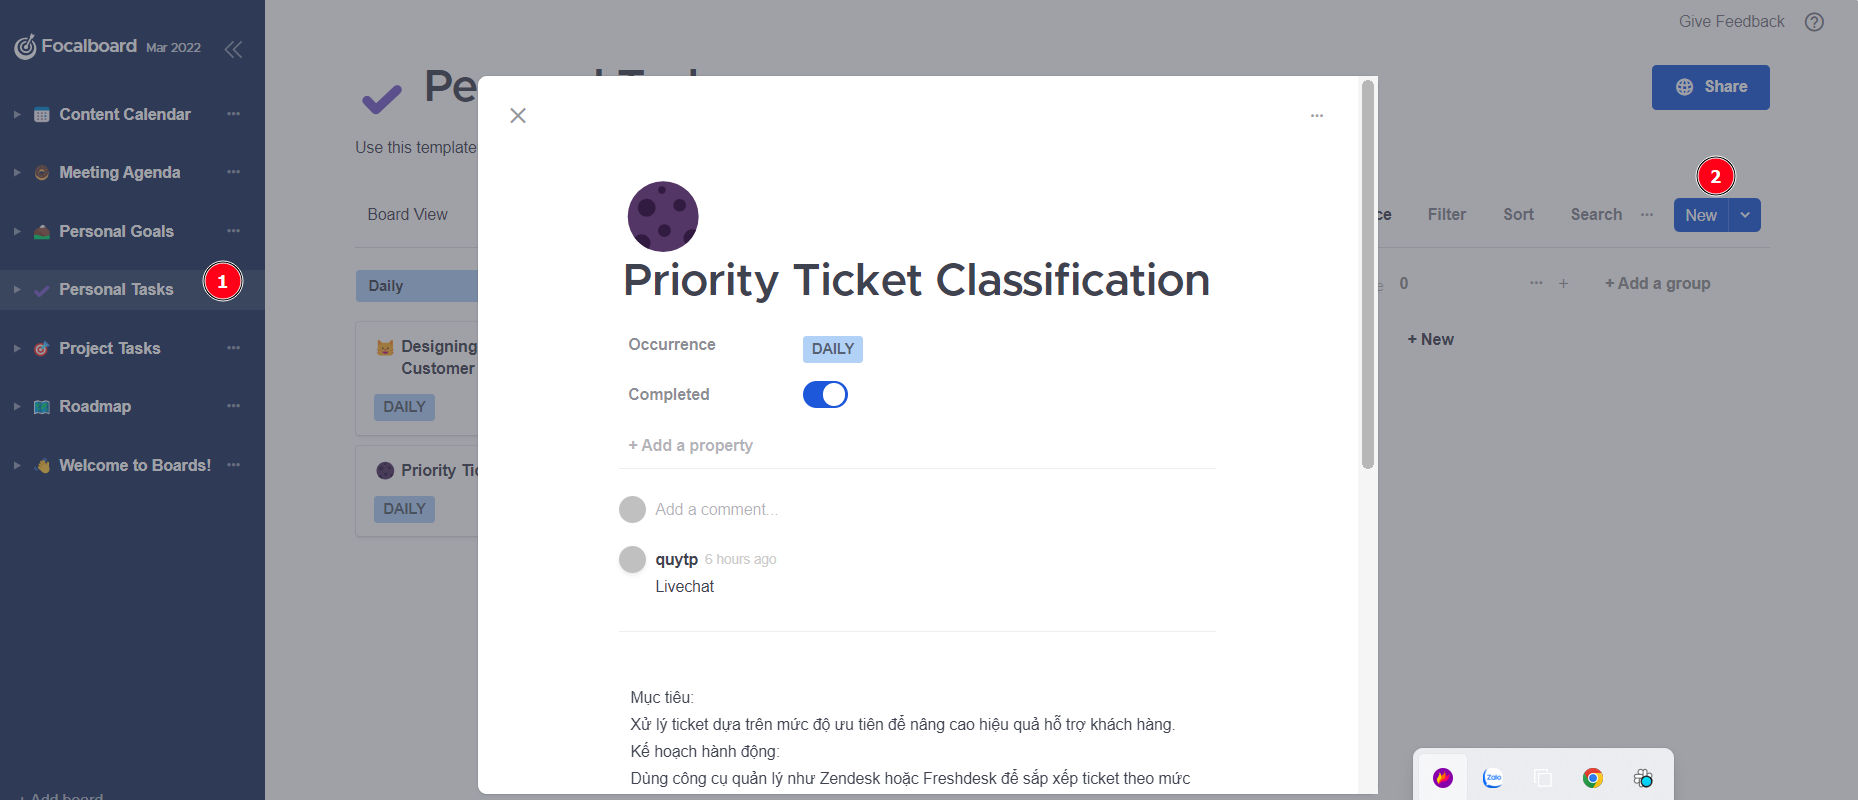 Focalboard Mar 2022
Content Calendar
Meeting Agenda
Personal Goals
Personal Tasks
1
Project Tasks
Roadmap
Welcome to Boards!
+ Add board
Give Feedback
?
Share
Use this template
Board View
Filter
Sort
Search
2
New
Daily
0
+ Add a group
+ New
Designing
Customer
DAILY
Priority
DAILY
Priority Ticket Classification
Occurrence
DAILY
Completed
+ Add a property
Add a comment...
quytp 6 hours ago
Livechat
Mục tiêu:
Xử lý ticket dựa trên mức độ ưu tiên để nâng cao hiệu quả hỗ trợ khách hàng.
Kế hoạch hành động:
Dùng công cụ quản lý như Zendesk hoặc Freshdesk để sắp xếp ticket theo mức
Zalo